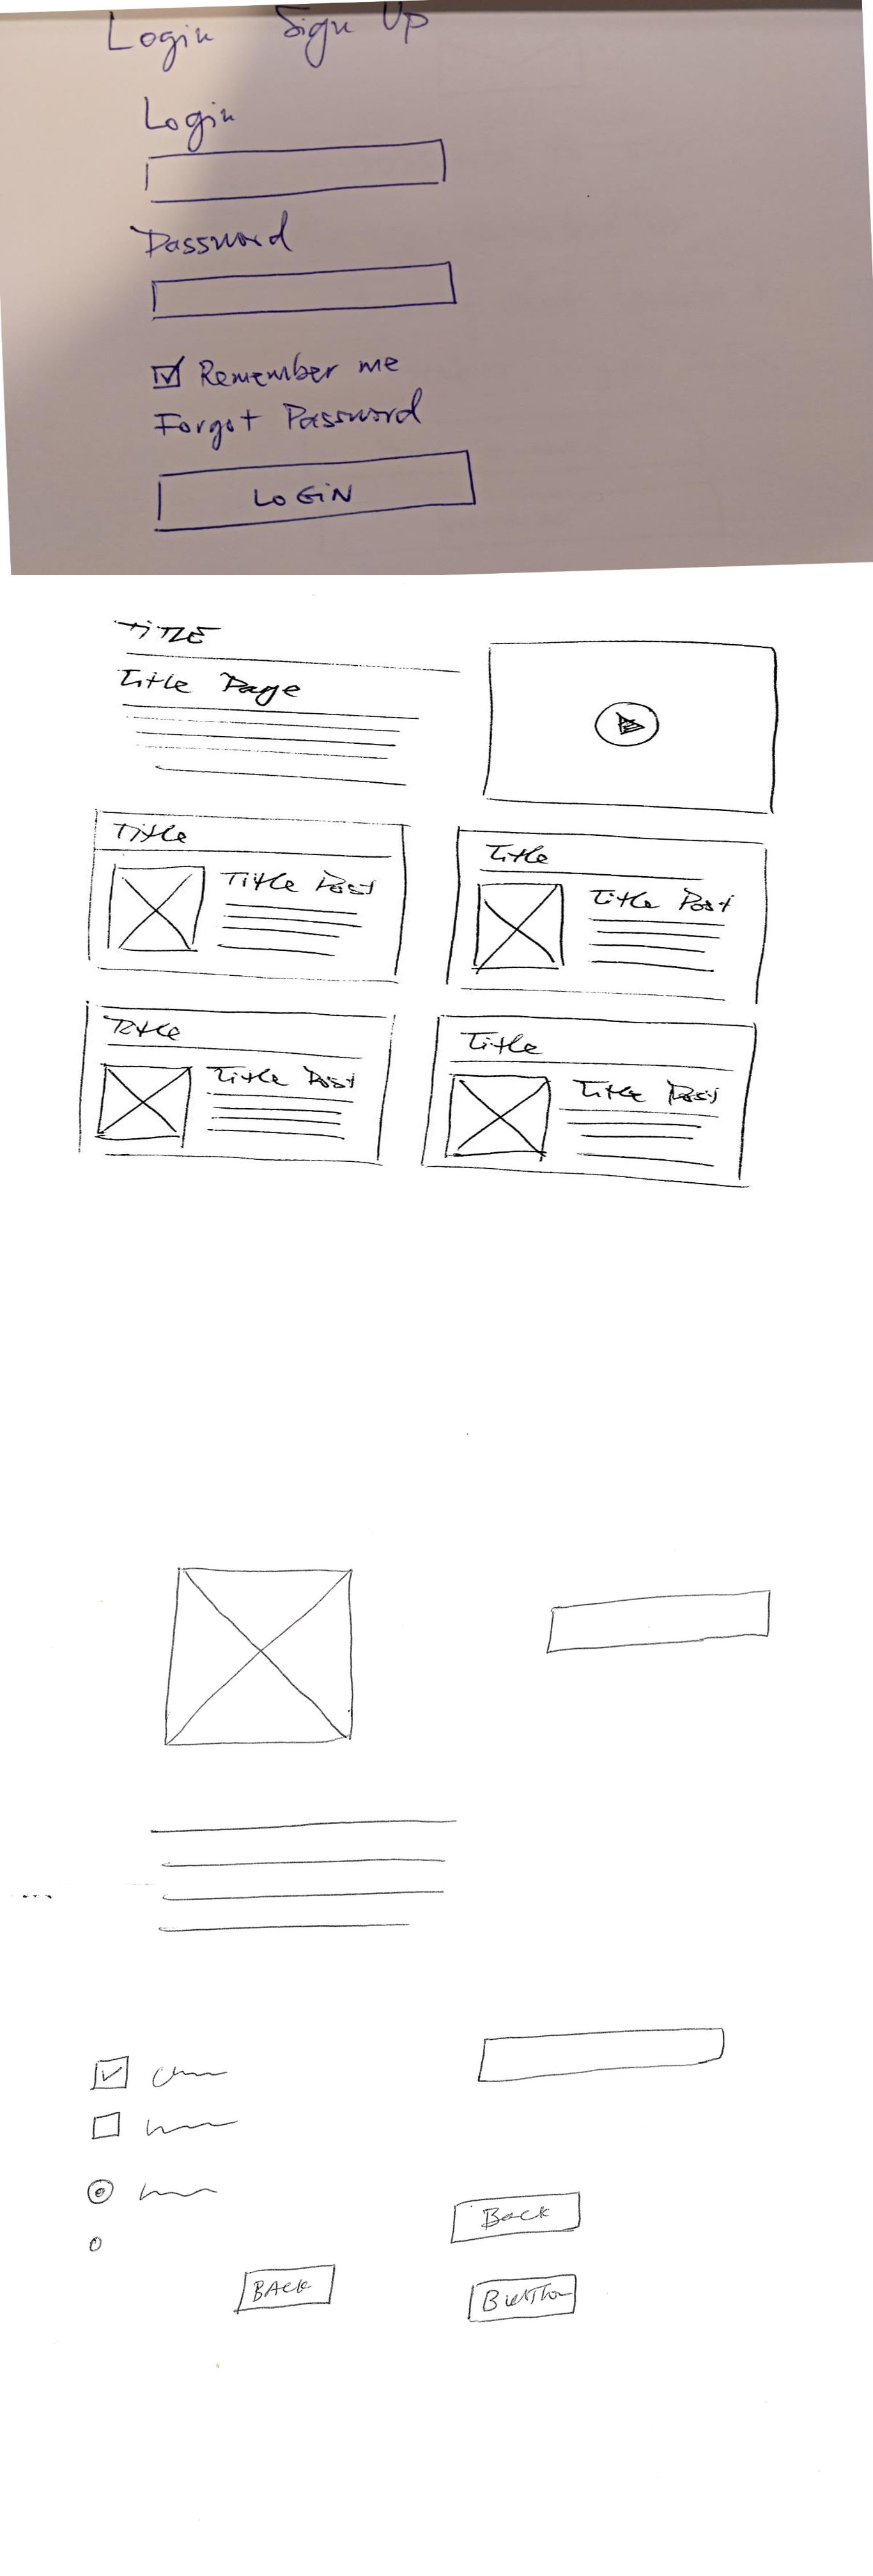 Login Sign Up
Login
Password
Remember me
Forgot Password
LOGIN
TITLE
Title Page
Title
Title Post
Title
Title Post
Title
Title Post
Title
Title Post
Back
BACK
Button